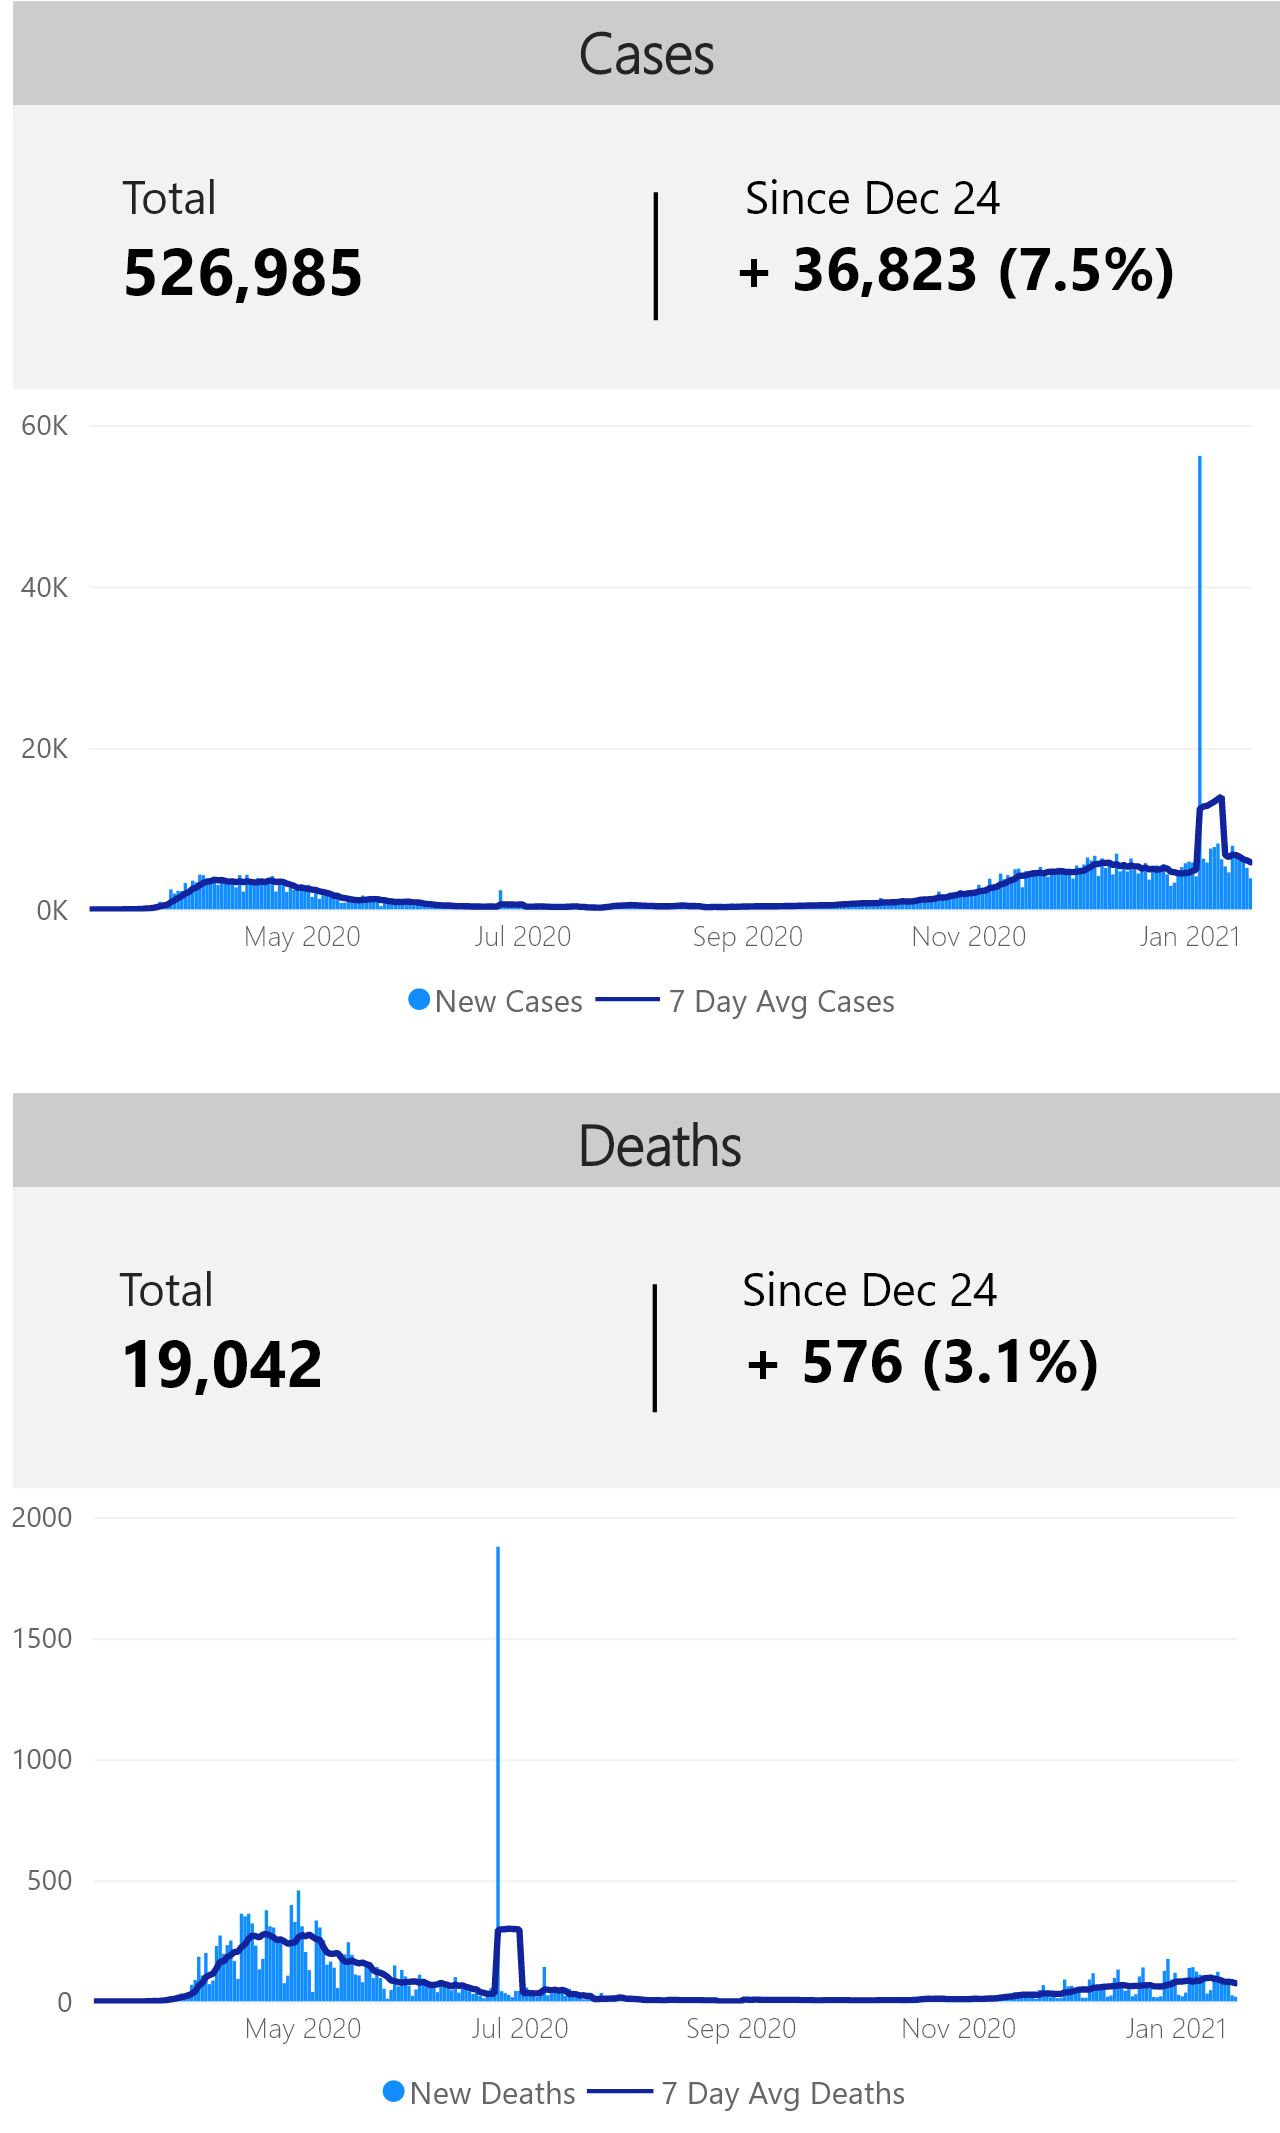 Cases
Total
Since Dec 24
526,985
+ 36,823 (7.5%)
60K
40K
20K
0K
May 2020
Jul 2020
Sep 2020
Nov 2020
Jan 2021
New Cases
7 Day Avg Cases
Deaths
Total
Since Dec 24
19,042
+ 576 (3.1%)
2000
1500
1000
500
0
May 2020
Jul 2020
Sep 2020
Nov 2020
Jan 2021
New Deaths
7 Day Avg Deaths